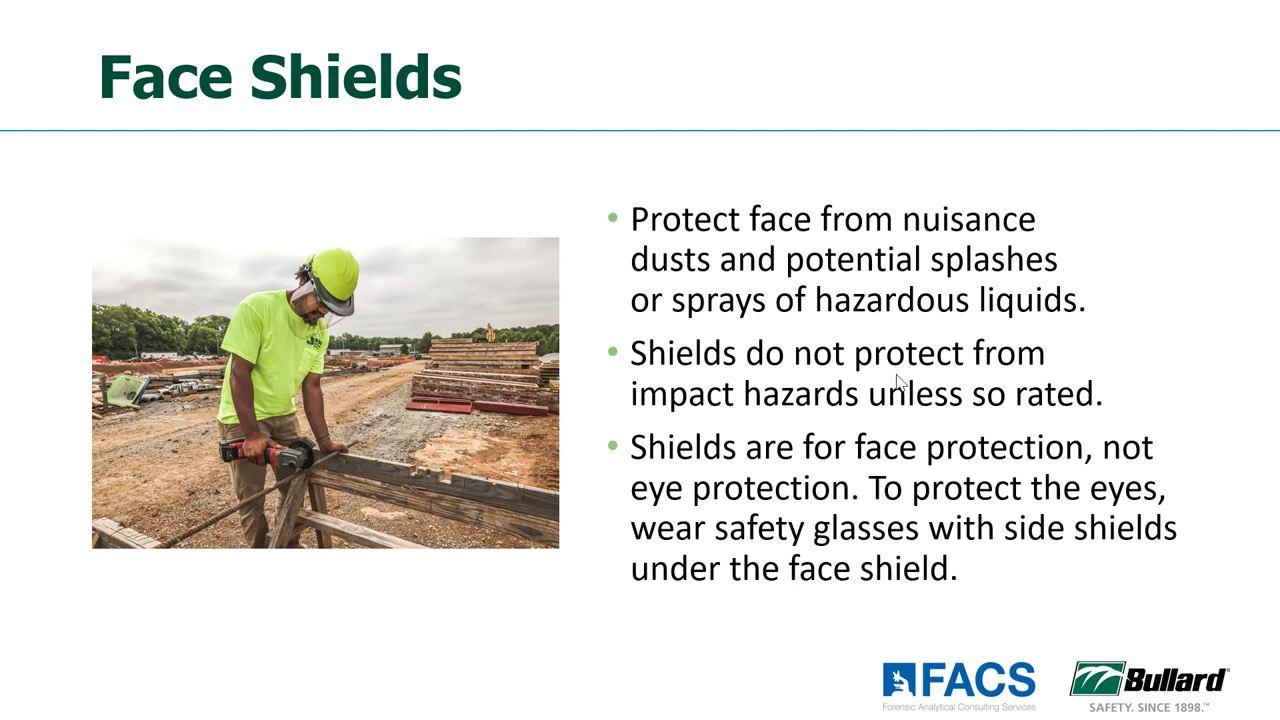 Face Shields
• Protect face from nuisance
dusts and potential splashes
or sprays of hazardous liquids.
• Shields do not protect from
impact hazards unless so rated.
• Shields are for face protection, not
eye protection. To protect the eyes,
wear safety glasses with side shields
under the face shield.
FACS
Forensic Analytical Consulting Services
Bullard®
SAFETY. SINCE 1898.™